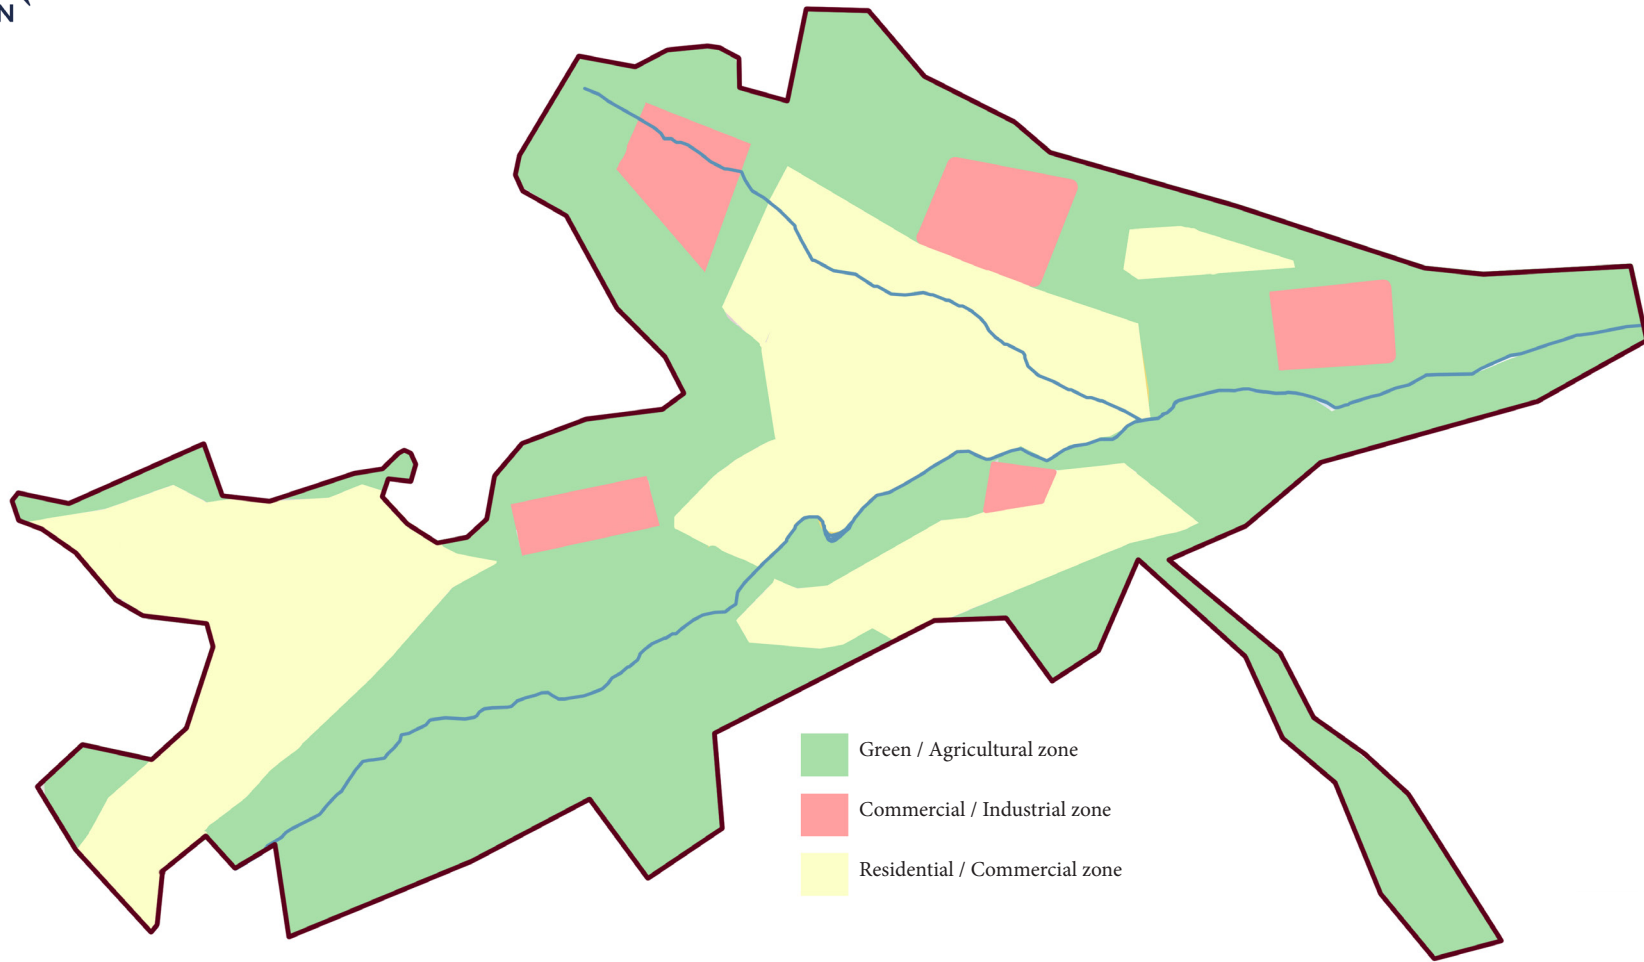 N
Green / Agricultural zone
Commercial / Industrial zone
Residential / Commercial zone